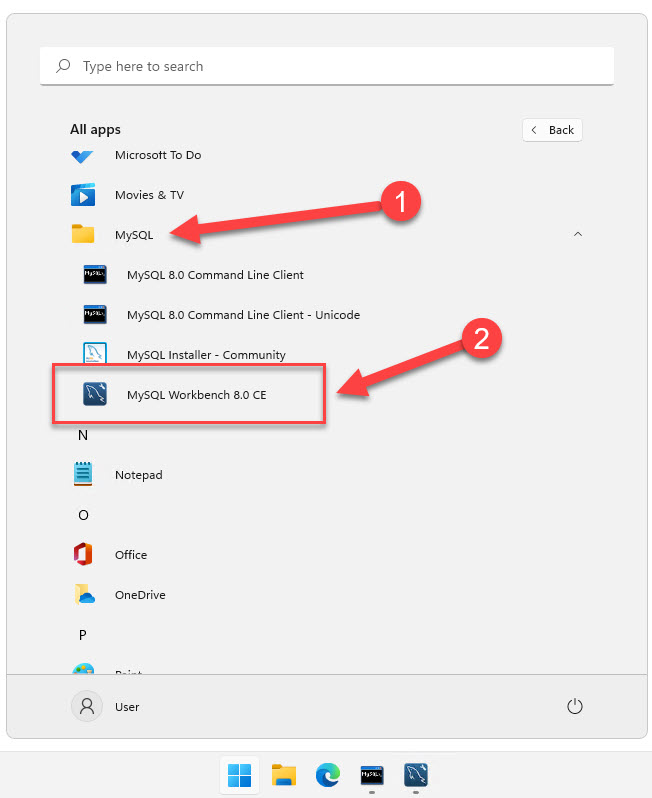 Type here to search
All apps
Back
Microsoft To Do
Movies & TV
1
MySQL
MySQL 8.0 Command Line Client
MySQL 8.0 Command Line Client - Unicode
2
MySQL Installer - Community
MySQL Workbench 8.0 CE
N
Notepad
O
Office
OneDrive
P
Paint
User